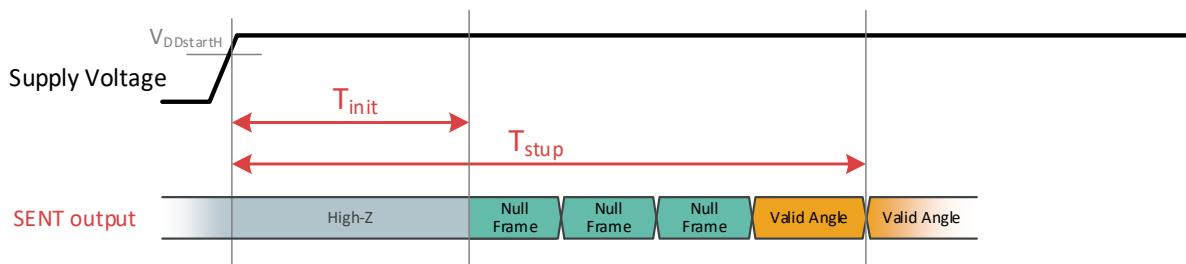 VDDstartH
Supply Voltage
Tinit
Tstup
SENT output
High-Z
Null
Frame
Null
Frame
Null
Frame
Valid Angle
Valid Angle